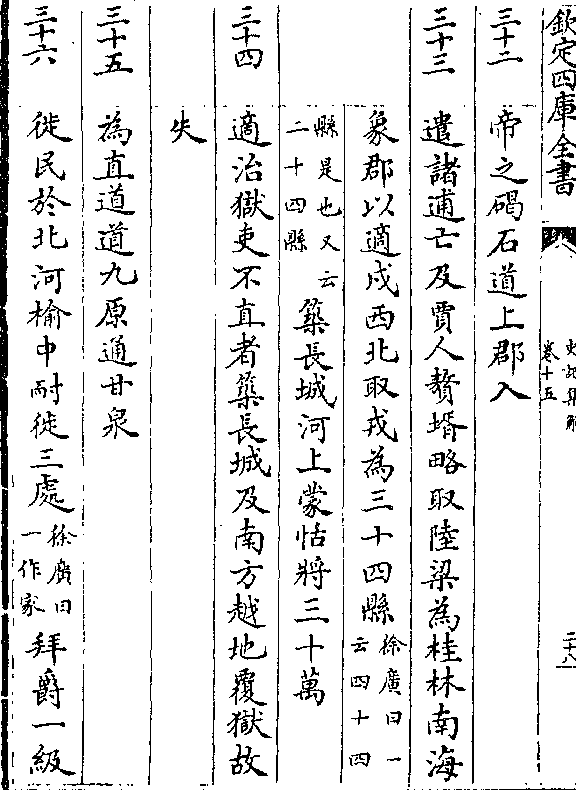 欽定四庫全書
史記集解
卷十五
二十八
三十二
帝之碣石道上郡入
三十三
遣諸逋亡及賈人贅壻略取陸梁為桂林南海
象郡以適戍西北取戎為三十四縣徐廣曰一云四十四
縣是也又云二十四縣築長城河上蒙恬將三十萬
三十四
適治獄吏不直者築長城及南方越地覆獄故
失
三十五
為直道道九原通甘泉
三十六
徙民於北河榆中耐徙三處徐廣曰一作家拜爵一級